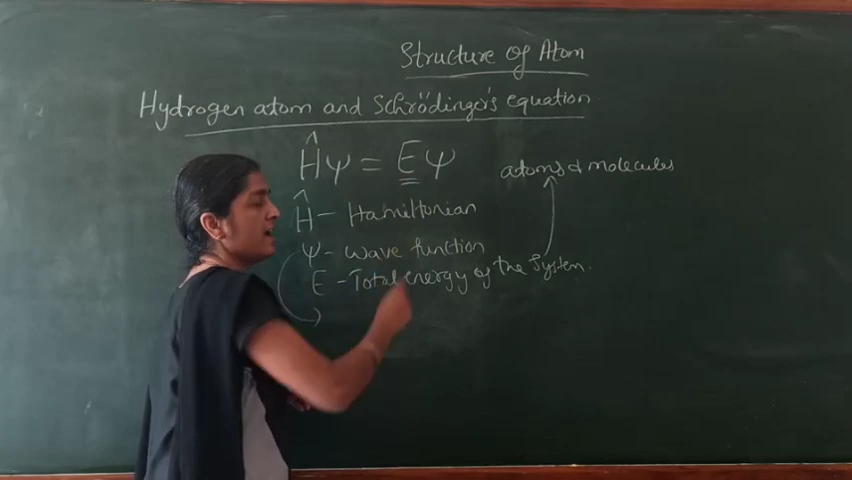 Structure of Atom
Hydrogen atom and Schrödinger's equation
Ĥψ = Eψ
atoms & molecules
Ĥ - Hamiltonian
ψ - wave function
E - Total energy of the System.